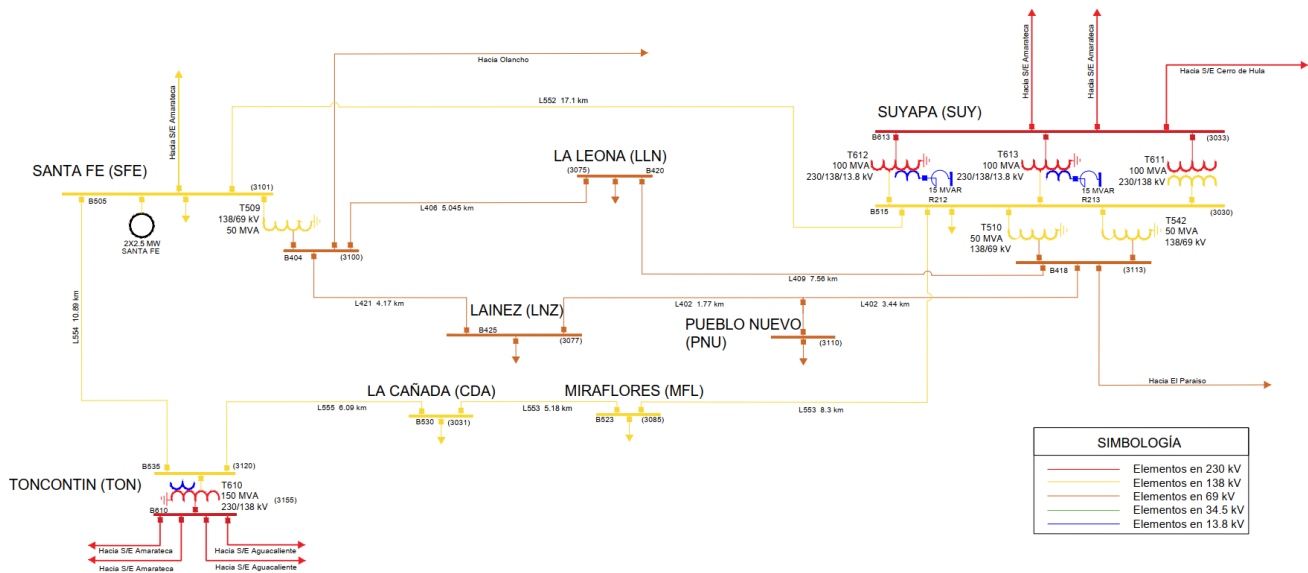 Hacia Olancho
Hacia S/E Amarateca
Hacia S/E Amarateca
Hacia S/E Amarateca
Hacia S/E Cerro de Hula
L552 17.1 km
SUYAPA (SUY)
B613
(3033)
LA LEONA (LLN)
(3075)
B420
T612
100 MVA
230/138/13.8 kV
15 MVAR
R212
T613
100 MVA
230/138/13.8 kV
15 MVAR
R213
T611
100 MVA
230/138 kV
SANTA FE (SFE)
(3101)
B505
T509
138/69 kV
50 MVA
2X2.5 MW
SANTA FE
L406 5.045 km
B515
(3030)
T510
50 MVA
138/69 kV
T542
50 MVA
138/69 kV
B404
(3100)
B418
(3113)
L409 7.56 km
L421 4.17 km
L402 1.77 km
L402 3.44 km
LAINEZ (LNZ)
B425
(3077)
PUEBLO NUEVO
(PNU)
(3110)
L554 10.89 km
Hacia El Paraiso
LA CAÑADA (CDA)
MIRAFLORES (MFL)
L555 6.09 km
L553 5.18 km
L553 8.3 km
B530
(3031)
B523
(3085)
B535
(3120)
TONCONTIN (TON)
T610
150 MVA
230/138 kV
(3155)
B610
Hacia S/E Amarateca
Hacia S/E Aguacaliente
Hacia S/E Amarateca
Hacia S/E Aguacaliente
SIMBOLOGÍA
Elementos en 230 kV
Elementos en 138 kV
Elementos en 69 kV
Elementos en 34.5 kV
Elementos en 13.8 kV